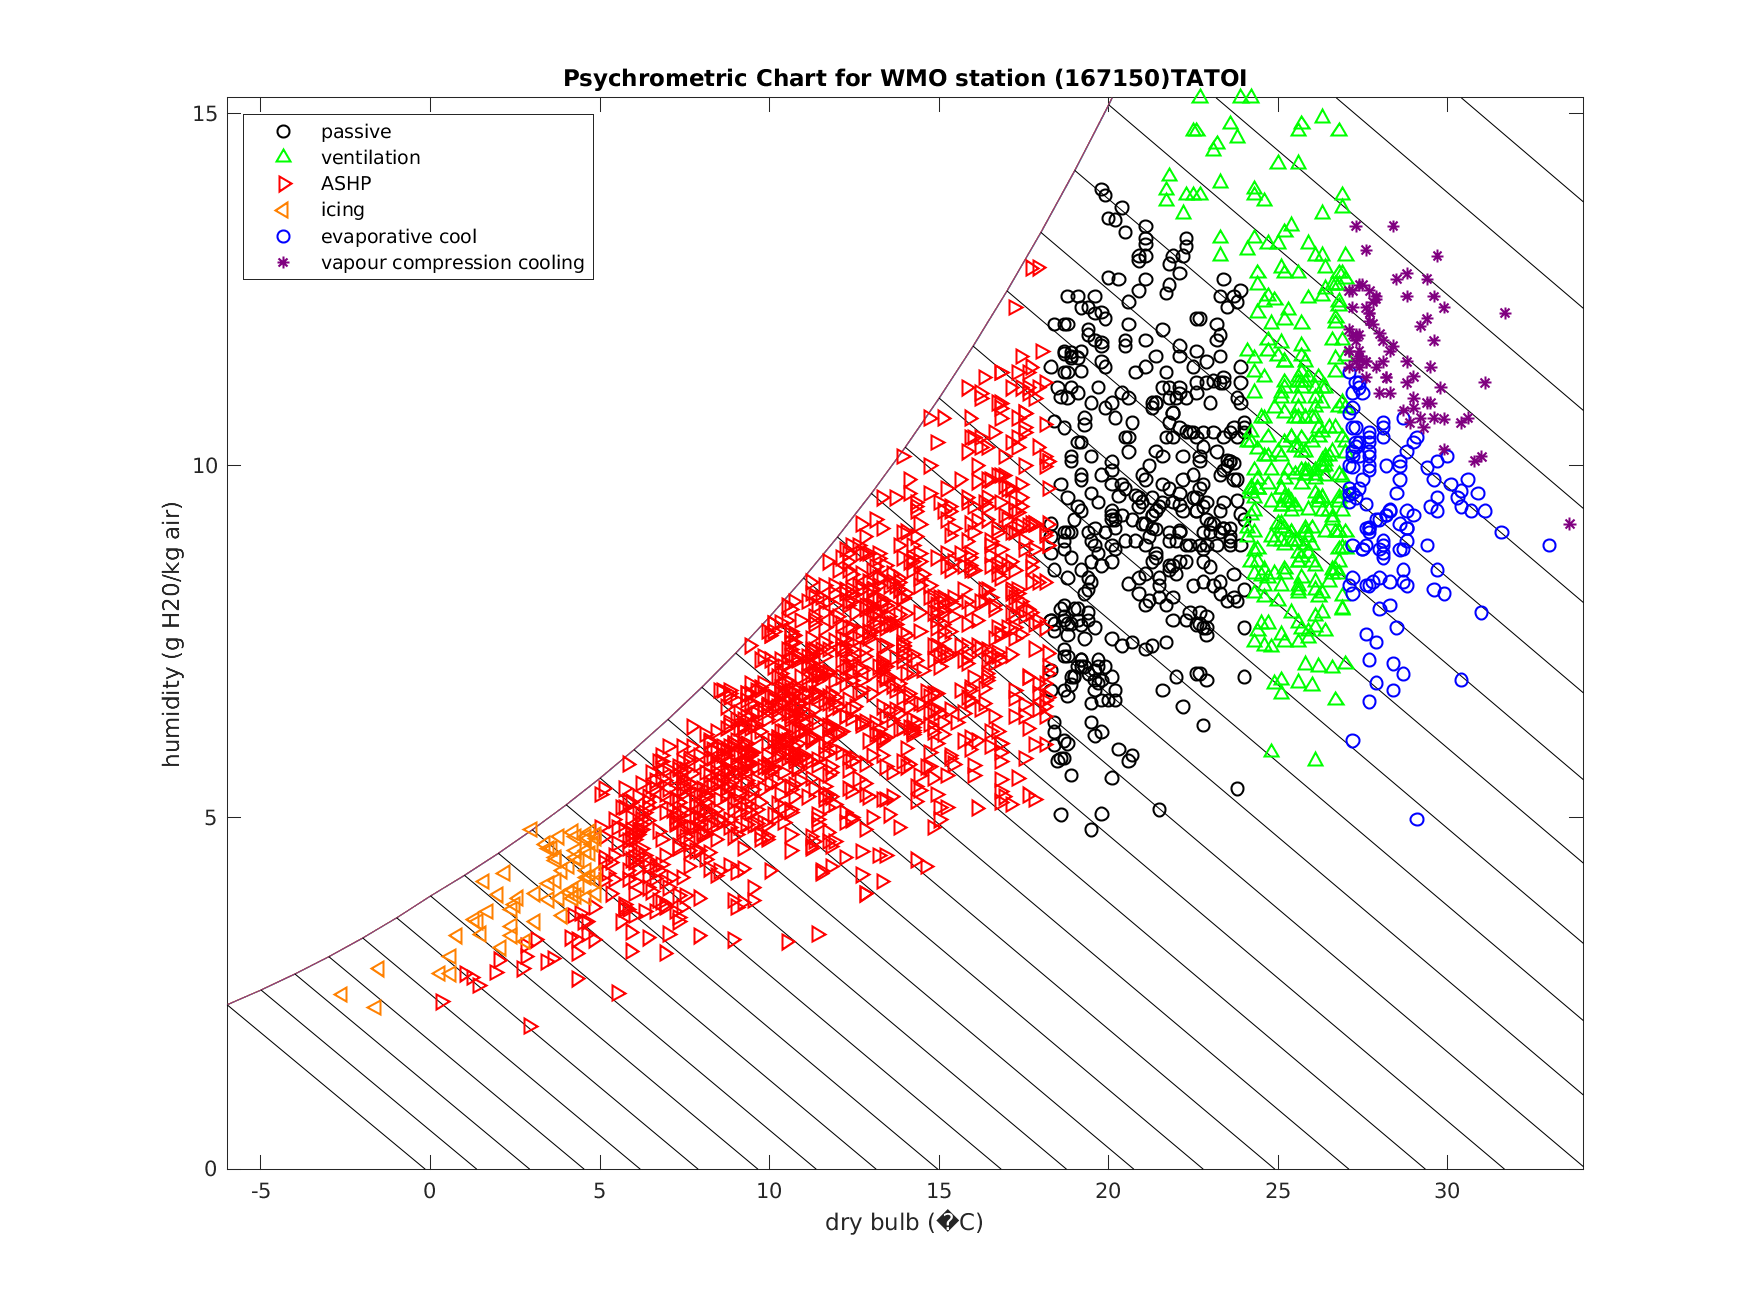 Psychrometric Chart for WMO station (167150)TATOI
15
10
5
0
humidity (g H20/kg air)
passive
ventilation
ASHP
icing
evaporative cool
vapour compression cooling
-5 0 5 10 15 20 25 30
dry bulb (�C)